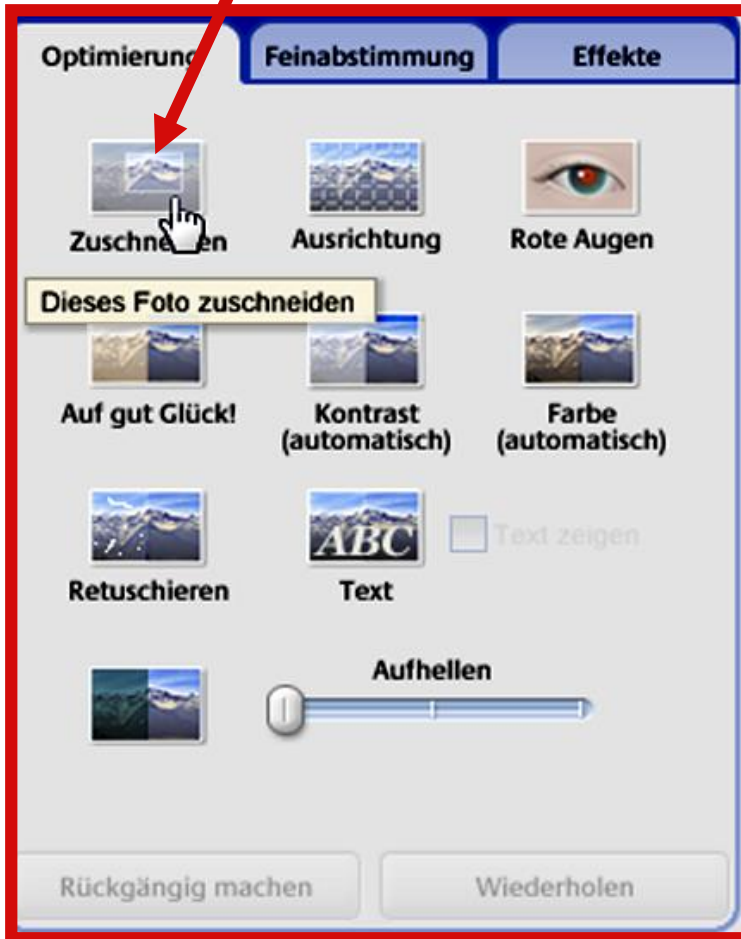 Optimierung Feinabstimmung Effekte
Zuschneiden Ausrichtung Rote Augen
Dieses Foto zuschneiden
Auf gut Glück! Kontrast (automatisch) Farbe (automatisch)
Retuschieren ABC Text Text zeigen
Aufhellen
Rückgängig machen Wiederholen